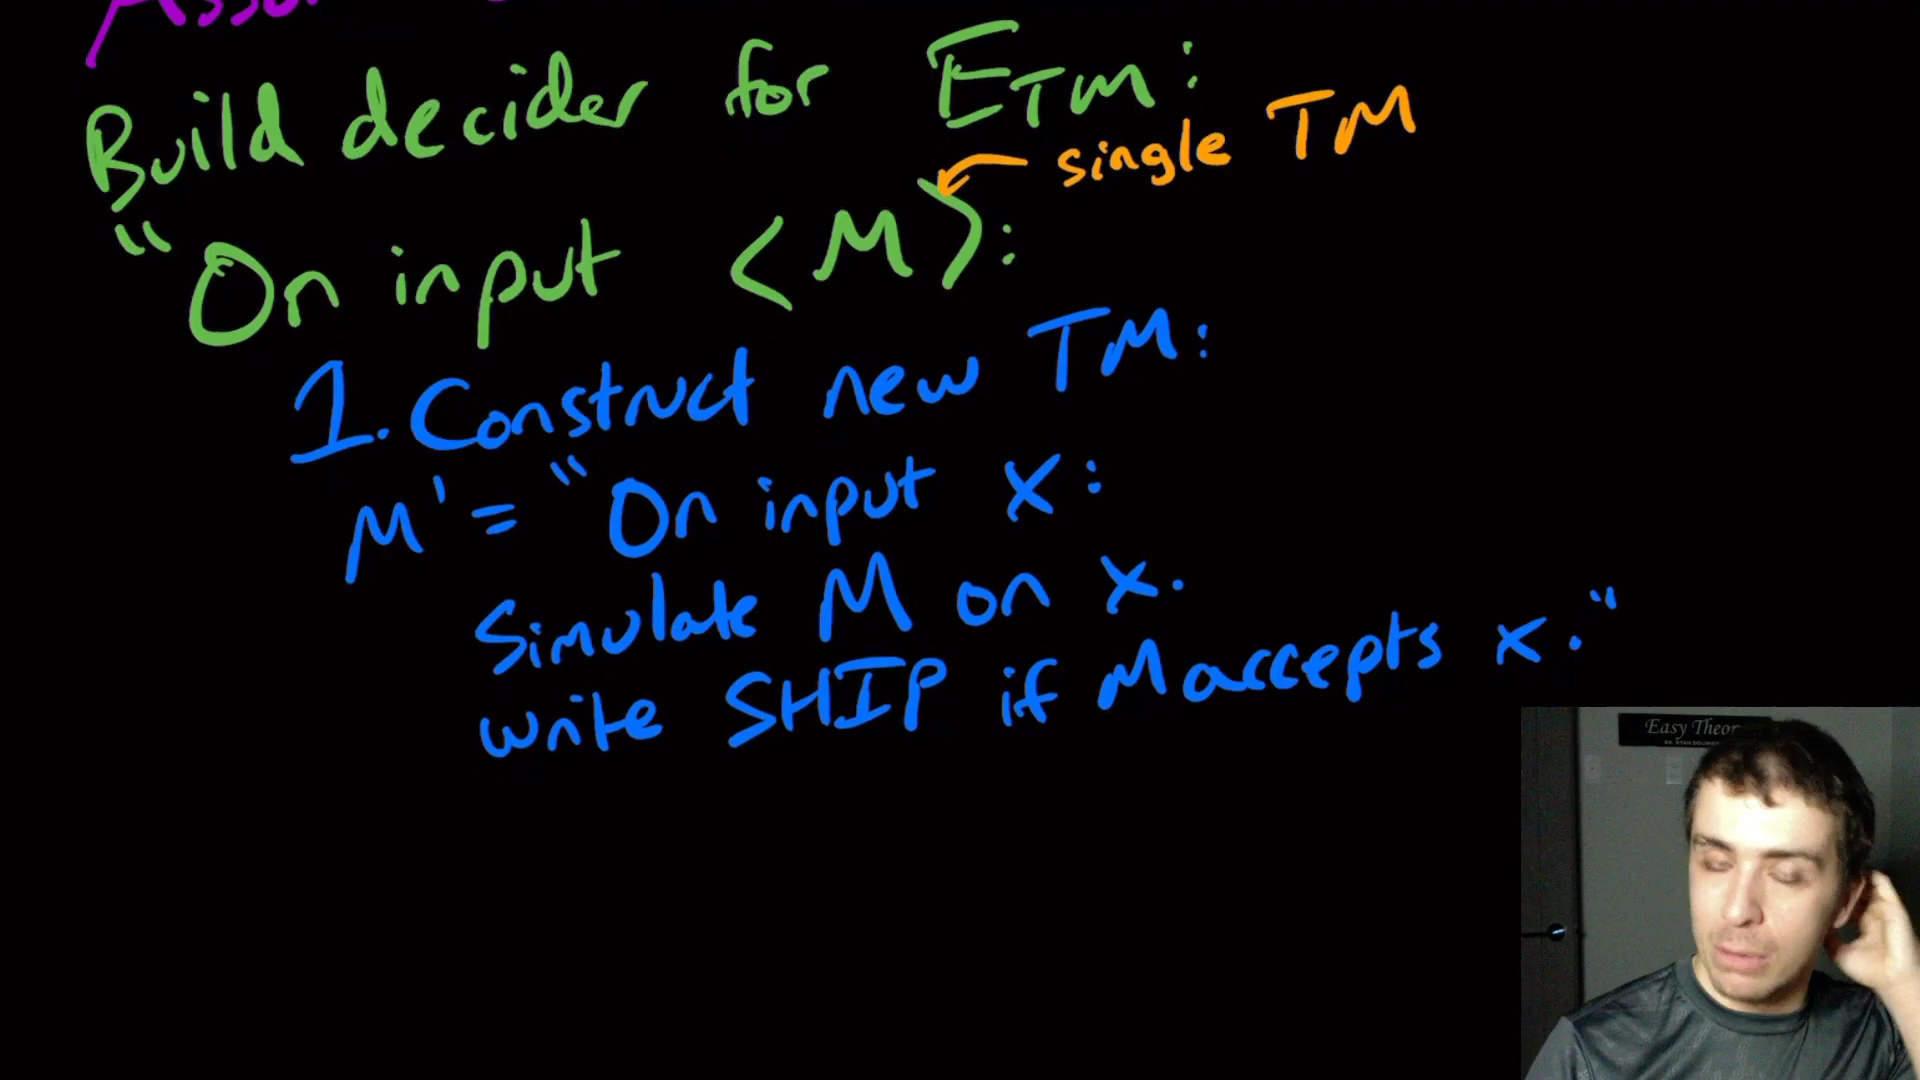 Build decider for E_TM:
single TM
"On input <M>:
1. Construct new TM:
M' = "On input x:
Simulate M on x.
write SHIP if M accepts x."
Easy Theory